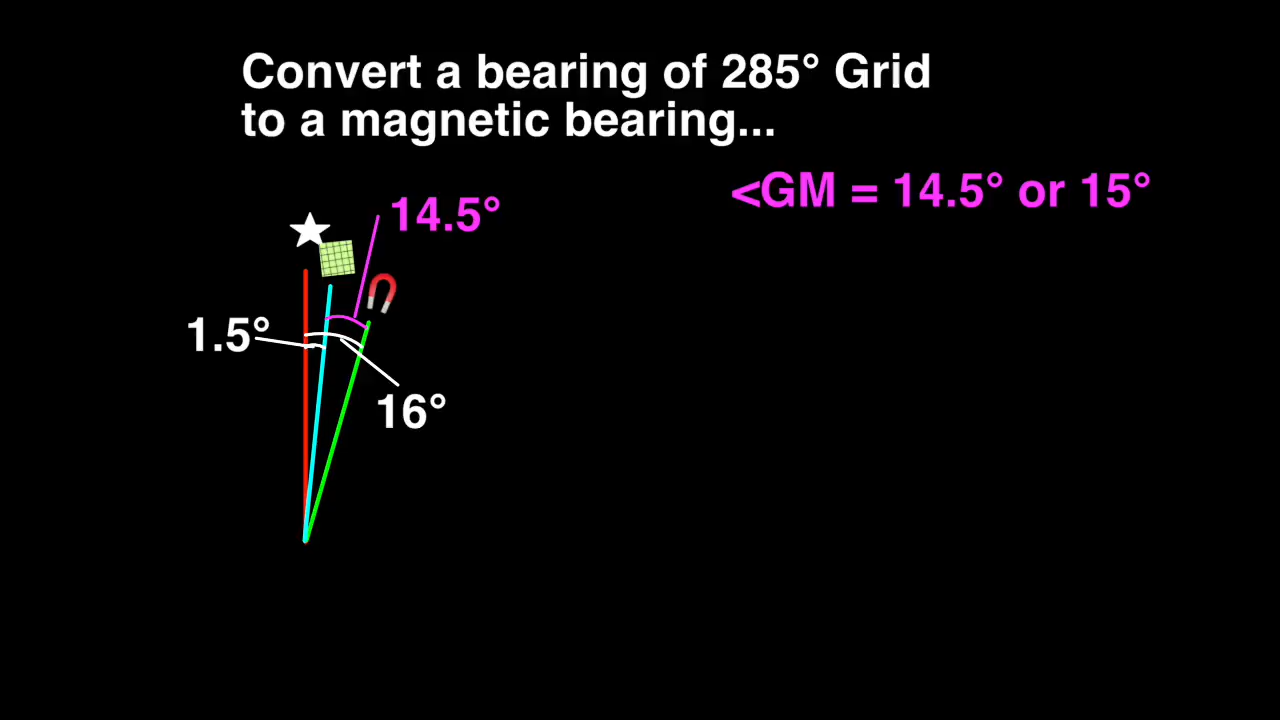 Convert a bearing of 285° Grid
to a magnetic bearing...
<GM = 14.5° or 15°
14.5°
1.5°
16°